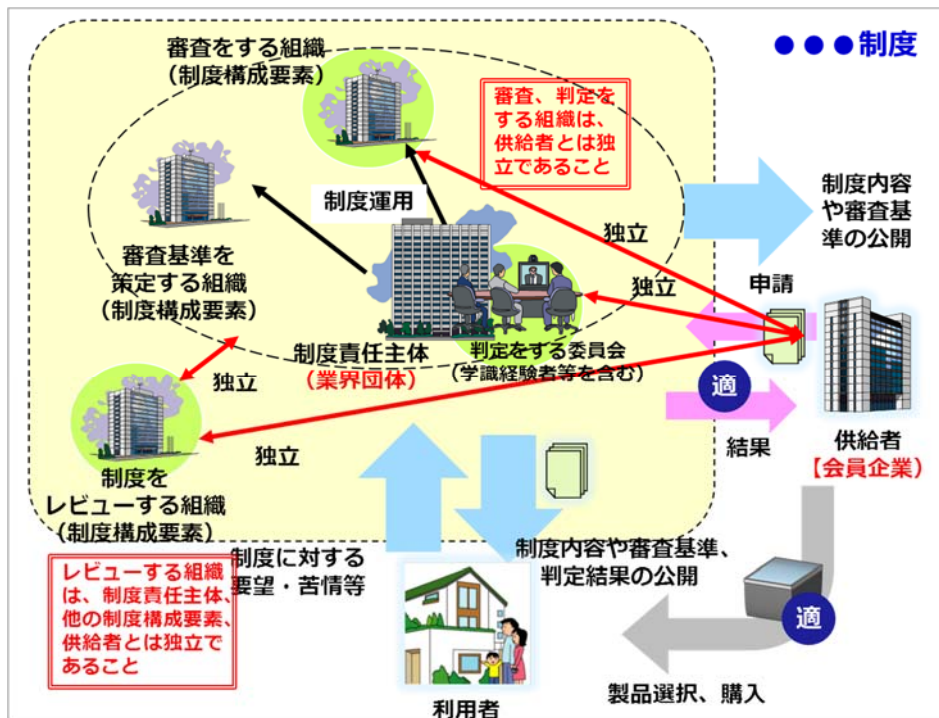 ●●●制度
審査をする組織
（制度構成要素）
審査、判定を
する組織は、
供給者とは独
立であること
制度運用
制度内容
や審査基
準の公開
審査基準を
策定する組織
（制度構成要素）
独立
独立
申請
制度責任主体
（業界団体）
判定をする委員会
（学識経験者等を含む）
独立
適
独立
結果
供給者
【会員企業）
制度を
レビューする組織
（制度構成要素）
制度に対する
要望・苦情等
制度内容や審査基準、
判定結果の公開
レビューする組織
は、制度責任主体、
他の制度構成要素、
供給者とは独立で
あること
適
製品選択、購入
利用者